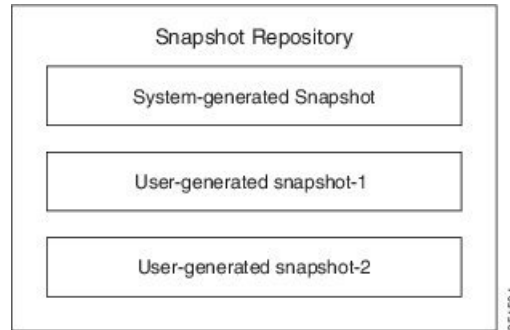 Snapshot Repository
System-generated Snapshot
User-generated snapshot-1
User-generated snapshot-2